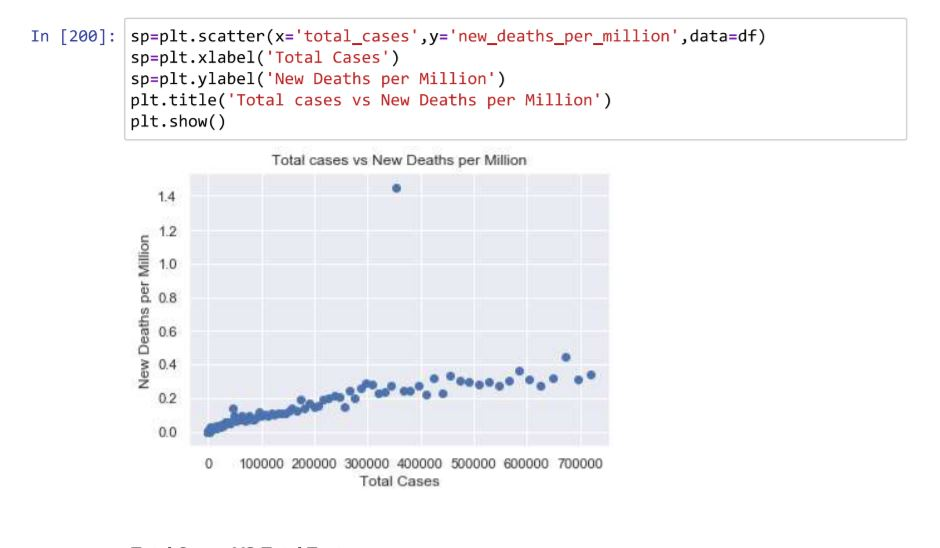 In [200]: sp=plt.scatter(x='total_cases',y='new_deaths_per_million',data=df)
sp=plt.xlabel('Total Cases')
sp=plt.ylabel('New Deaths per Million')
plt.title('Total cases vs New Deaths per Million')
plt.show()
Total cases vs New Deaths per Million
New Deaths per Million
1.4
1.2
1.0
0.8
0.6
0.4
0.2
0.0
0 100000 200000 300000 400000 500000 600000 700000
Total Cases